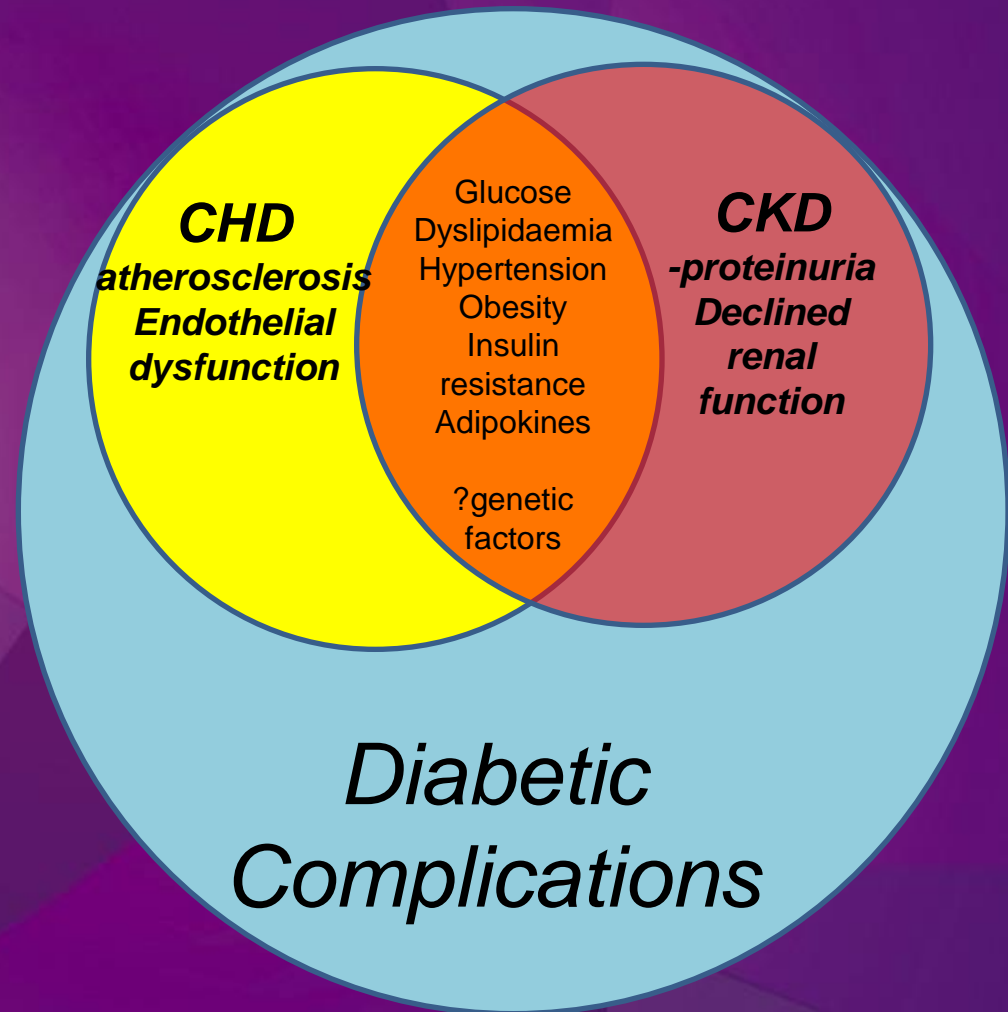 CHD
atherosclerosis
Endothelial
dysfunction
Glucose
Dyslipidaemia
Hypertension
Obesity
Insulin
resistance
Adipokines
?genetic
factors
CKD
-proteinuria
Declined
renal
function
Diabetic
Complications